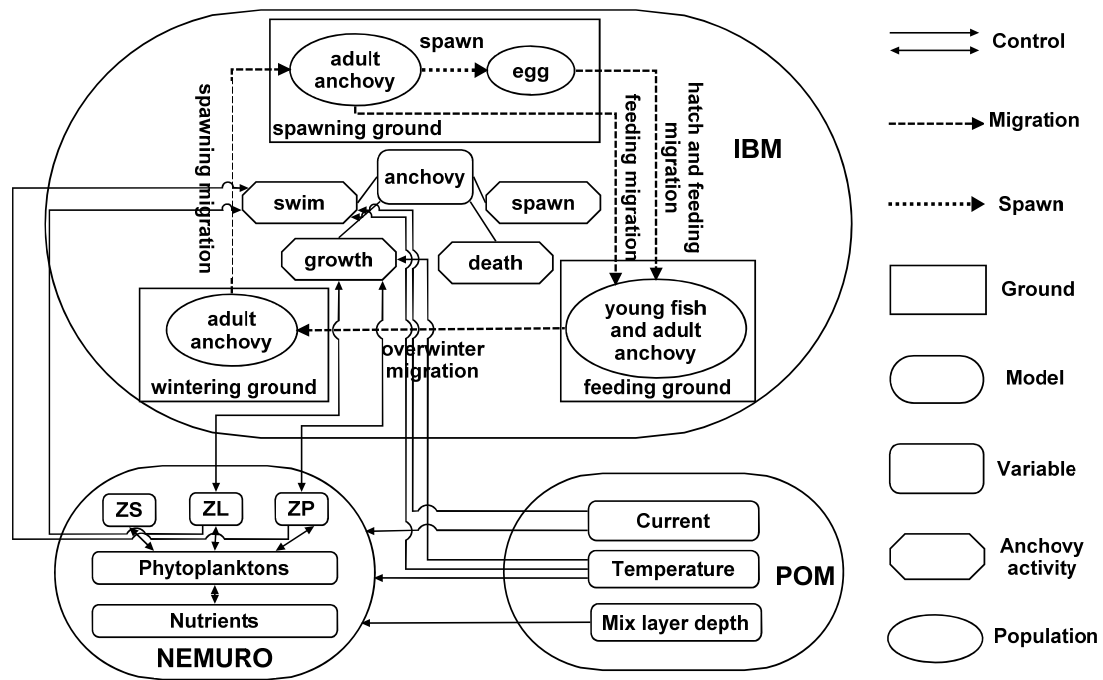 spawn
adult
anchovy
egg
spawning ground
IBM
spawning migration
feeding migration
hatch and feeding
migration
anchovy
swim
spawn
growth
death
adult
anchovy
wintering ground
overwinter
migration
young fish
and adult
anchovy
feeding ground
ZS
ZL
ZP
Phytoplanktons
Nutrients
NEMURO
Current
Temperature
POM
Mix layer depth
Control
Migration
Spawn
Ground
Model
Variable
Anchovy
activity
Population